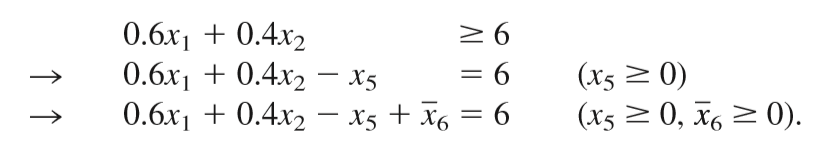 0.6x₁ + 0.4x₂ ≥ 6
→ 0.6x₁ + 0.4x₂ − x₅ = 6 (x₅ ≥ 0)
→ 0.6x₁ + 0.4x₂ − x₅ + x̄₆ = 6 (x₅ ≥ 0, x̄₆ ≥ 0).